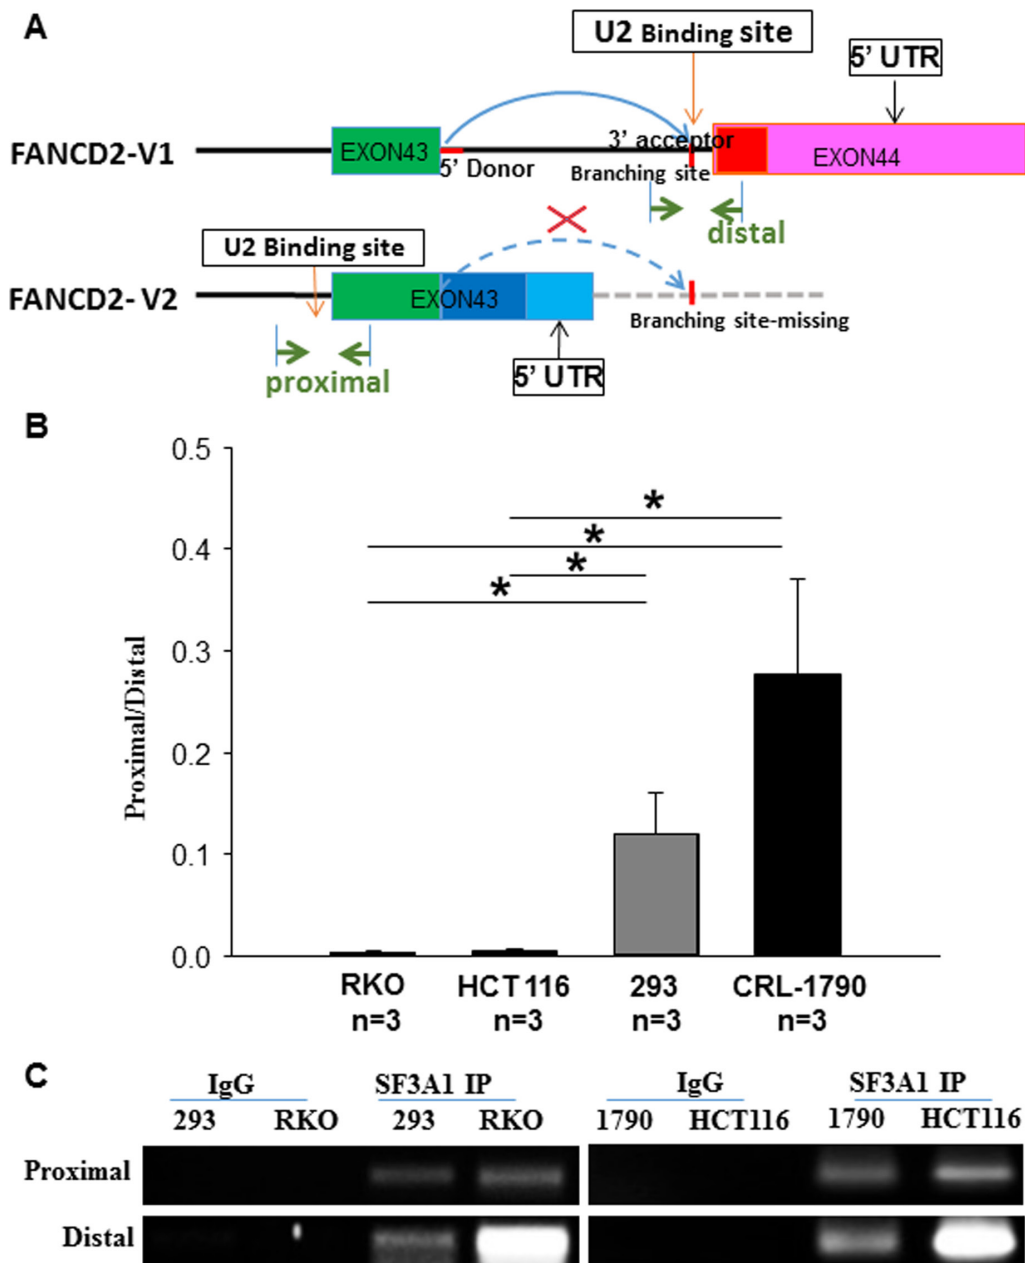 A
U2 Binding site
5' UTR
FANCD2-V1
EXON43
5' Donor
3' acceptor
Branching site
EXON44
distal
U2 Binding site
FANCD2- V2
EXON43
Branching site-missing
proximal
5' UTR
B
Proximal/Distal
0.5
0.4
0.3
0.2
0.1
0.0
*
*
*
*
RKO HCT 116 293 CRL-1790
n=3 n=3 n=3 n=3
C
IgG SF3A1 IP IgG SF3A1 IP
293 RKO 293 RKO 1790 HCT116 1790 HCT116
Proximal
Distal